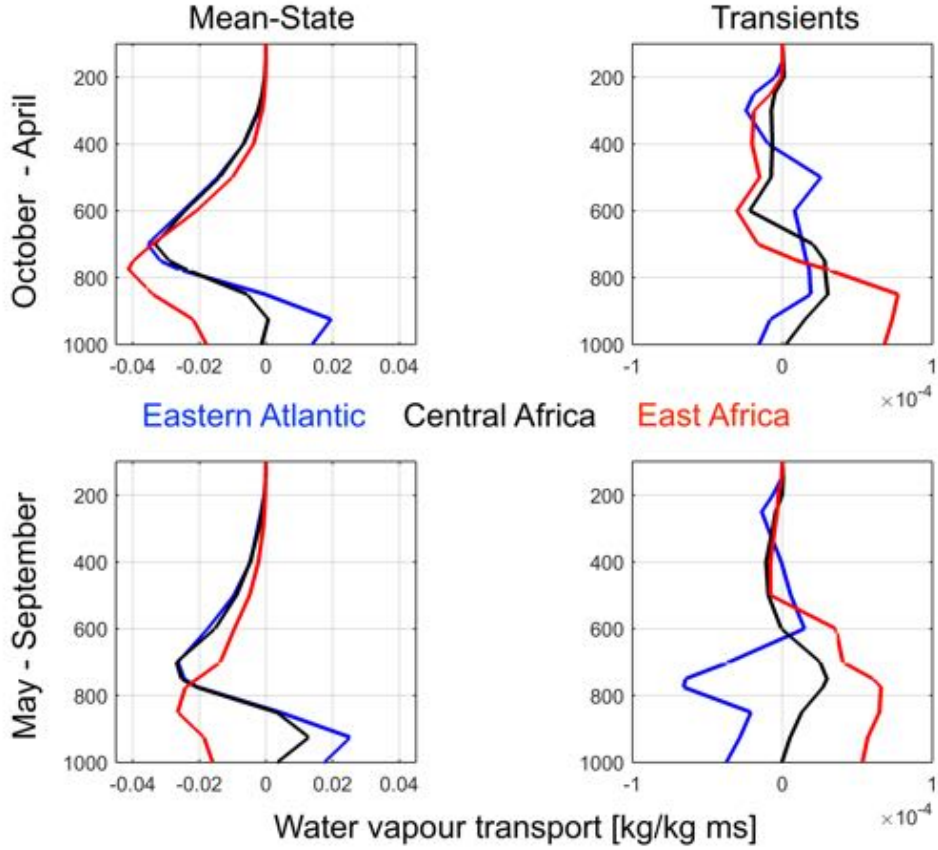 Mean-State Transients
October - April
200 200
400 400
600 600
800 800
1000 1000
-0.04 -0.02 0 0.02 0.04 -1 0 1
×10⁻⁴
Eastern Atlantic Central Africa East Africa
May - September
200 200
400 400
600 600
800 800
1000 1000
-0.04 -0.02 0 0.02 0.04 -1 0 1
×10⁻⁴
Water vapour transport [kg/kg ms]